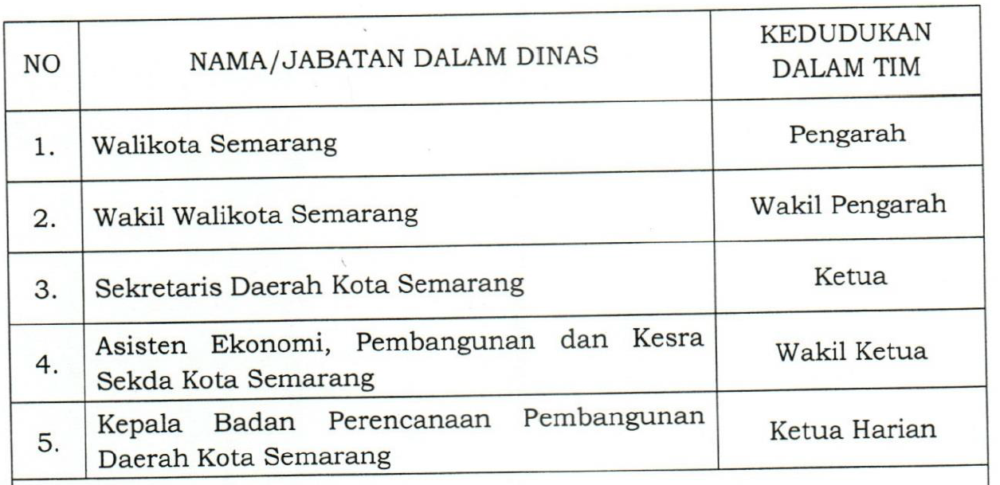 NO NAMA/JABATAN DALAM DINAS KEDUDUKAN
DALAM TIM
1. Walikota Semarang Pengarah
2. Wakil Walikota Semarang Wakil Pengarah
3. Sekretaris Daerah Kota Semarang Ketua
4. Asisten Ekonomi, Pembangunan dan Kesra
Sekda Kota Semarang Wakil Ketua
5. Kepala Badan Perencanaan Pembangunan
Daerah Kota Semarang Ketua Harian